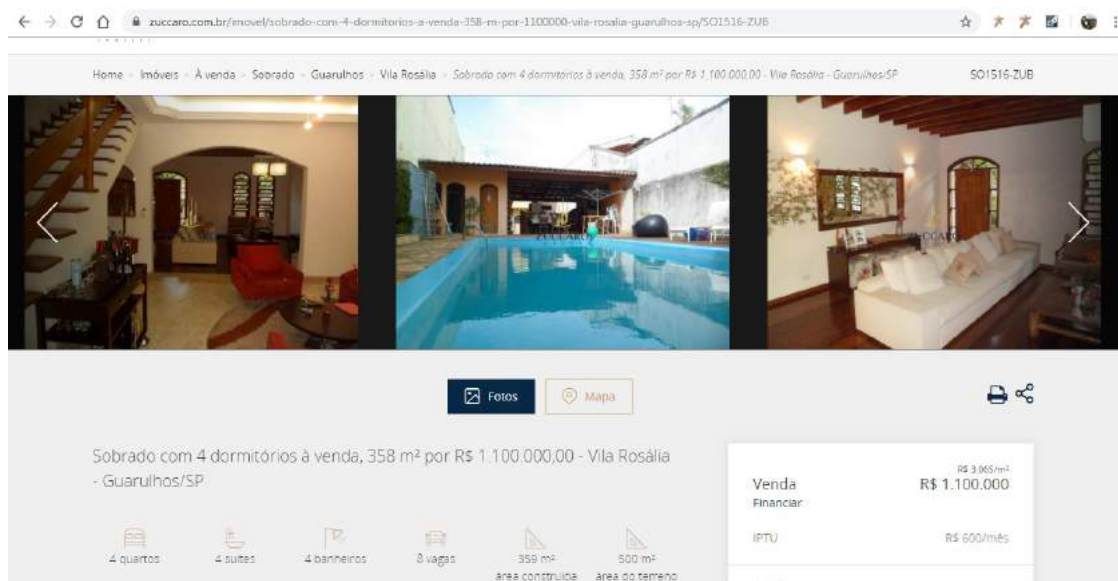 zuccaro.com.br/imovel/sobrado-com-4-dormitorios-a-venda-358-m-por-1100000-vila-rosalia-guarulhos-sp/SO1516-ZUB
Home - Imóveis - À venda - Sobrado - Guarulhos - Vila Rosália - Sobrado com 4 dormitórios à venda, 358 m² por R$ 1.100.000,00 - Vila Rosália - Guarulhos/SP SO1516-ZUB
ZUCCARO
Fotos Mapa
Sobrado com 4 dormitórios à venda, 358 m² por R$ 1.100.000,00 - Vila Rosália
- Guarulhos/SP
R$ 3.065/m²
Venda R$ 1.100.000
Financiar
IPTU R$ 600/mês
4 quartos 4 suítes 4 banheiros 8 vagas 359 m² 500 m²
área construída área do terreno